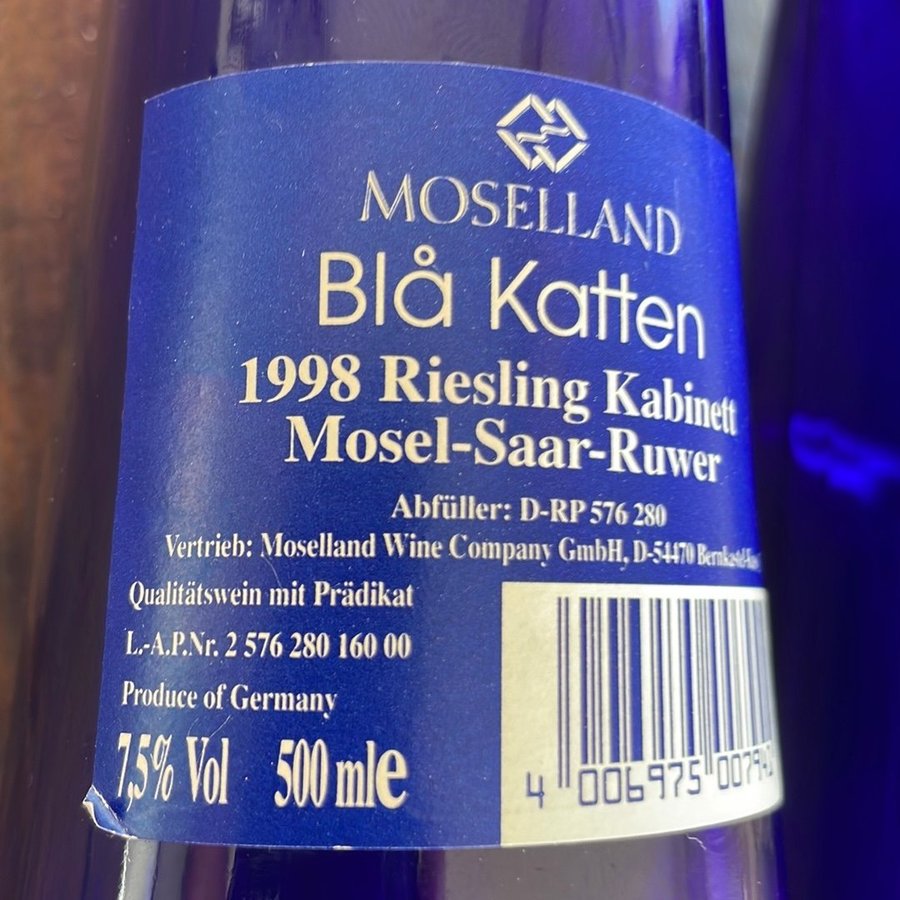 MOSELLAND
Blå Katten
1998 Riesling Kabinett
Mosel-Saar-Ruwer
Abfüller: D-RP 576 280
Vertrieb: Moselland Wine Company GmbH, D-54470
Qualitätswein mit Prädikat
L.-A.P.Nr. 2 576 280 160 00
Produce of Germany
7,5% Vol 500 mle
4 006975